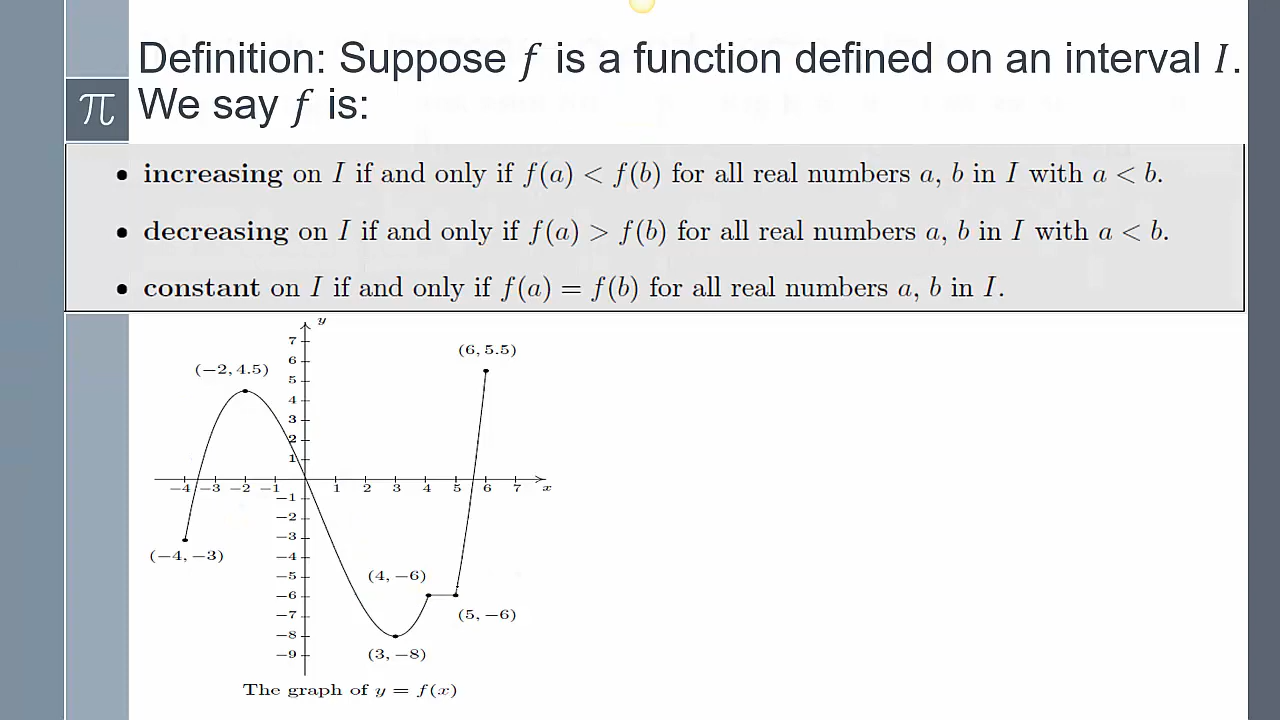 Definition: Suppose f is a function defined on an interval I.
π We say f is:
• increasing on I if and only if f(a) < f(b) for all real numbers a, b in I with a < b.
• decreasing on I if and only if f(a) > f(b) for all real numbers a, b in I with a < b.
• constant on I if and only if f(a) = f(b) for all real numbers a, b in I.
y
7
(6, 5.5)
6
(−2, 4.5)
5
4
3
2
1
−4 −3 −2 −1 1 2 3 4 5 6 7 x
−1
−2
−3
(−4, −3)
−4
−5
(4, −6)
−6
−7
(5, −6)
−8
−9
(3, −8)
The graph of y = f(x)